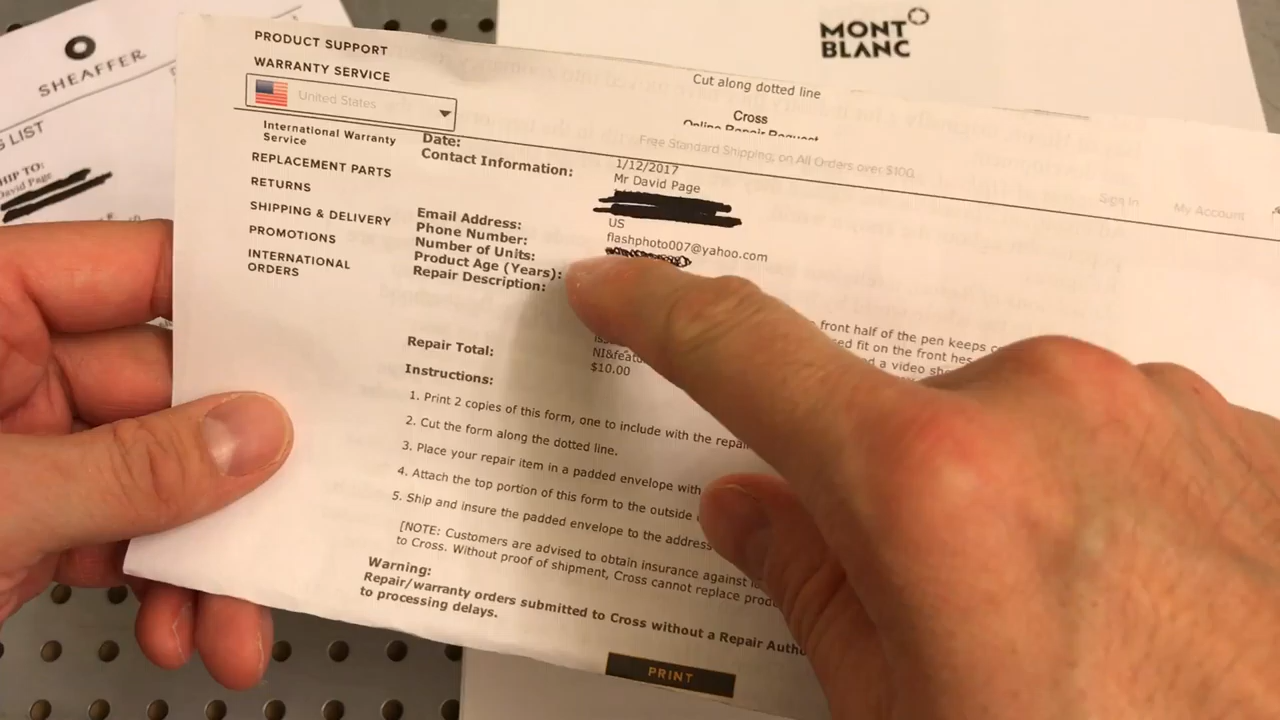 SHEAFFER
G LIST
HIP TO:
David Page
MONT
BLANC
PRODUCT SUPPORT
WARRANTY SERVICE
United States
International Warranty
Service
REPLACEMENT PARTS
RETURNS
SHIPPING & DELIVERY
PROMOTIONS
INTERNATIONAL
ORDERS
Cut along dotted line
Cross
Online Repair Request
Free Standard Shipping, on All Orders over $100
Sign In
My Account
Date: 1/12/2017
Contact Information: Mr David Page
US
Email Address: flashphoto007@yahoo.com
Phone Number:
Number of Units:
Product Age (Years):
Repair Description:
front half of the pen keeps
ed fit on the front
a video
NI&
Repair Total: $10.00
Instructions:
1. Print 2 copies of this form, one to include with the repai
2. Cut the form along the dotted line.
3. Place your repair item in a padded envelope with
4. Attach the top portion of this form to the outside
5. Ship and insure the padded envelope to the address
[NOTE: Customers are advised to obtain insurance against
to Cross. Without proof of shipment, Cross cannot replace produ
Warning:
Repair/warranty orders submitted to Cross without a Repair Autho
to processing delays.
PRINT